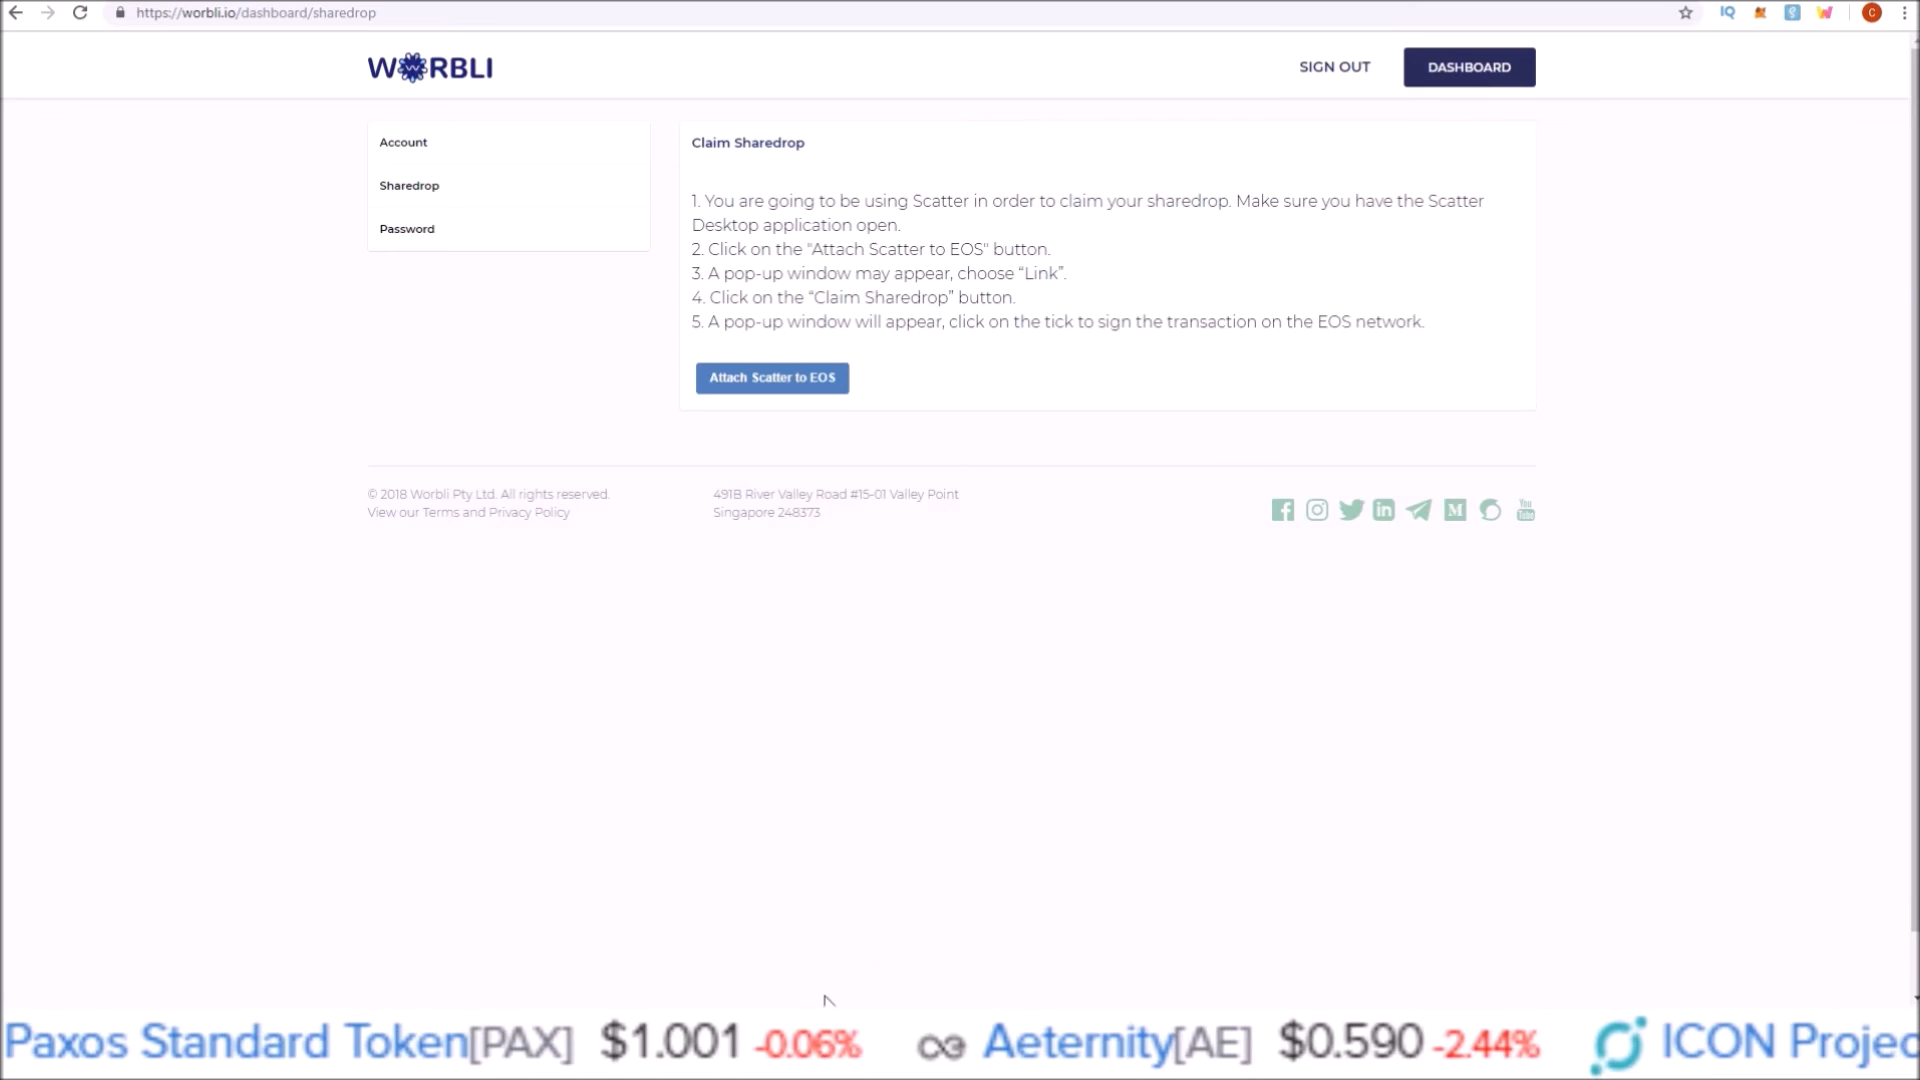 https://worbli.io/dashboard/sharedrop
IQ
C
WORBLI
SIGN OUT
DASHBOARD
Account
Sharedrop
Password
Claim Sharedrop
1. You are going to be using Scatter in order to claim your sharedrop. Make sure you have the Scatter
Desktop application open.
2. Click on the "Attach Scatter to EOS" button.
3. A pop-up window may appear, choose “Link”.
4. Click on the “Claim Sharedrop” button.
5. A pop-up window will appear, click on the tick to sign the transaction on the EOS network.
Attach Scatter to EOS
© 2018 Worbli Pty Ltd. All rights reserved.
View our Terms and Privacy Policy
491B River Valley Road #15-01 Valley Point
Singapore 248373
You Tube
Paxos Standard Token[PAX] $1.001 -0.06% Aeternity[AE] $0.590 -2.44% ICON Projec